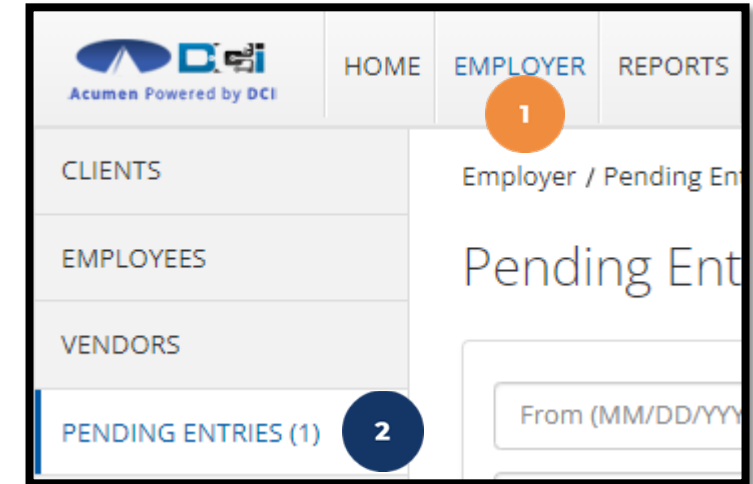 DCI
Acumen Powered by DCI
HOME
EMPLOYER
REPORTS
1
CLIENTS
EMPLOYEES
VENDORS
PENDING ENTRIES (1)
2
Employer / Pending Ent
Pending Ent
From (MM/DD/YYY